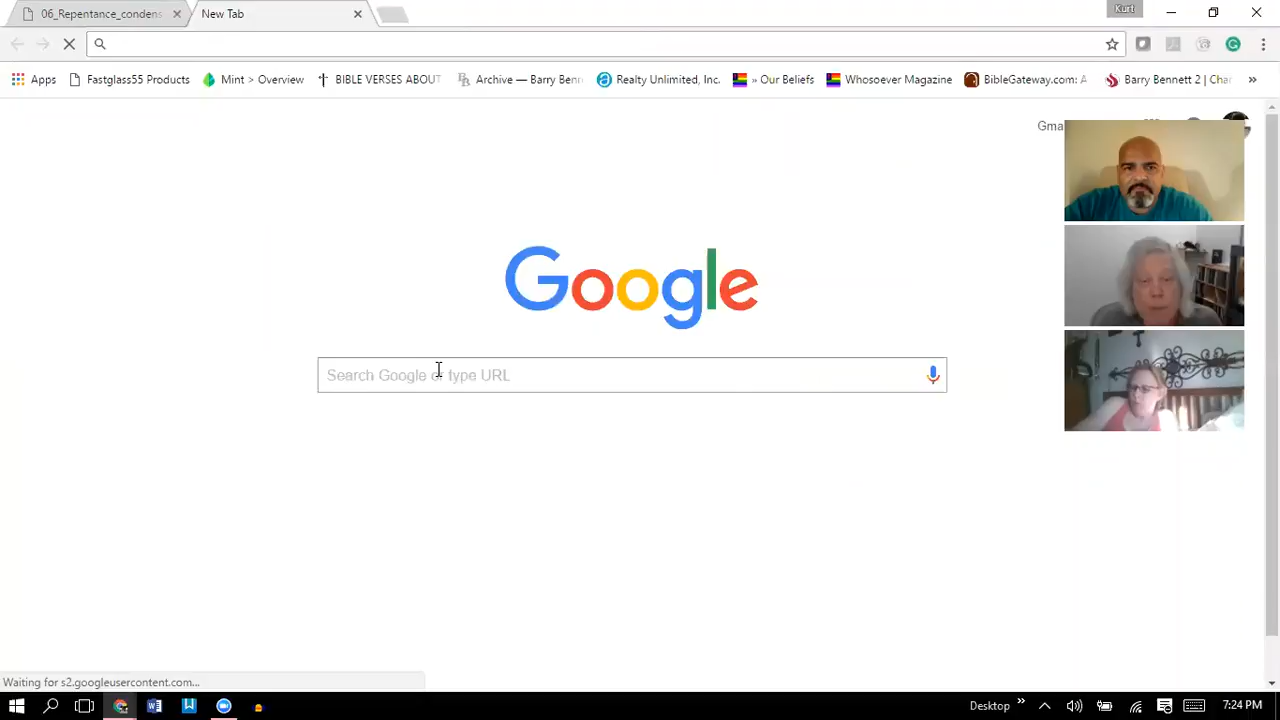 06_Repentance_condens
New Tab
Kurt
Apps
Fastglass55 Products
Mint > Overview
BIBLE VERSES ABOUT
Archive — Barry Benn
Realty Unlimited, Inc.
» Our Beliefs
Whosoever Magazine
BibleGateway.com: A
Barry Bennett 2 | Cha
»
Gma
Google
Search Google or type URL
Waiting for s2.googleusercontent.com...
Desktop
»
7:24 PM